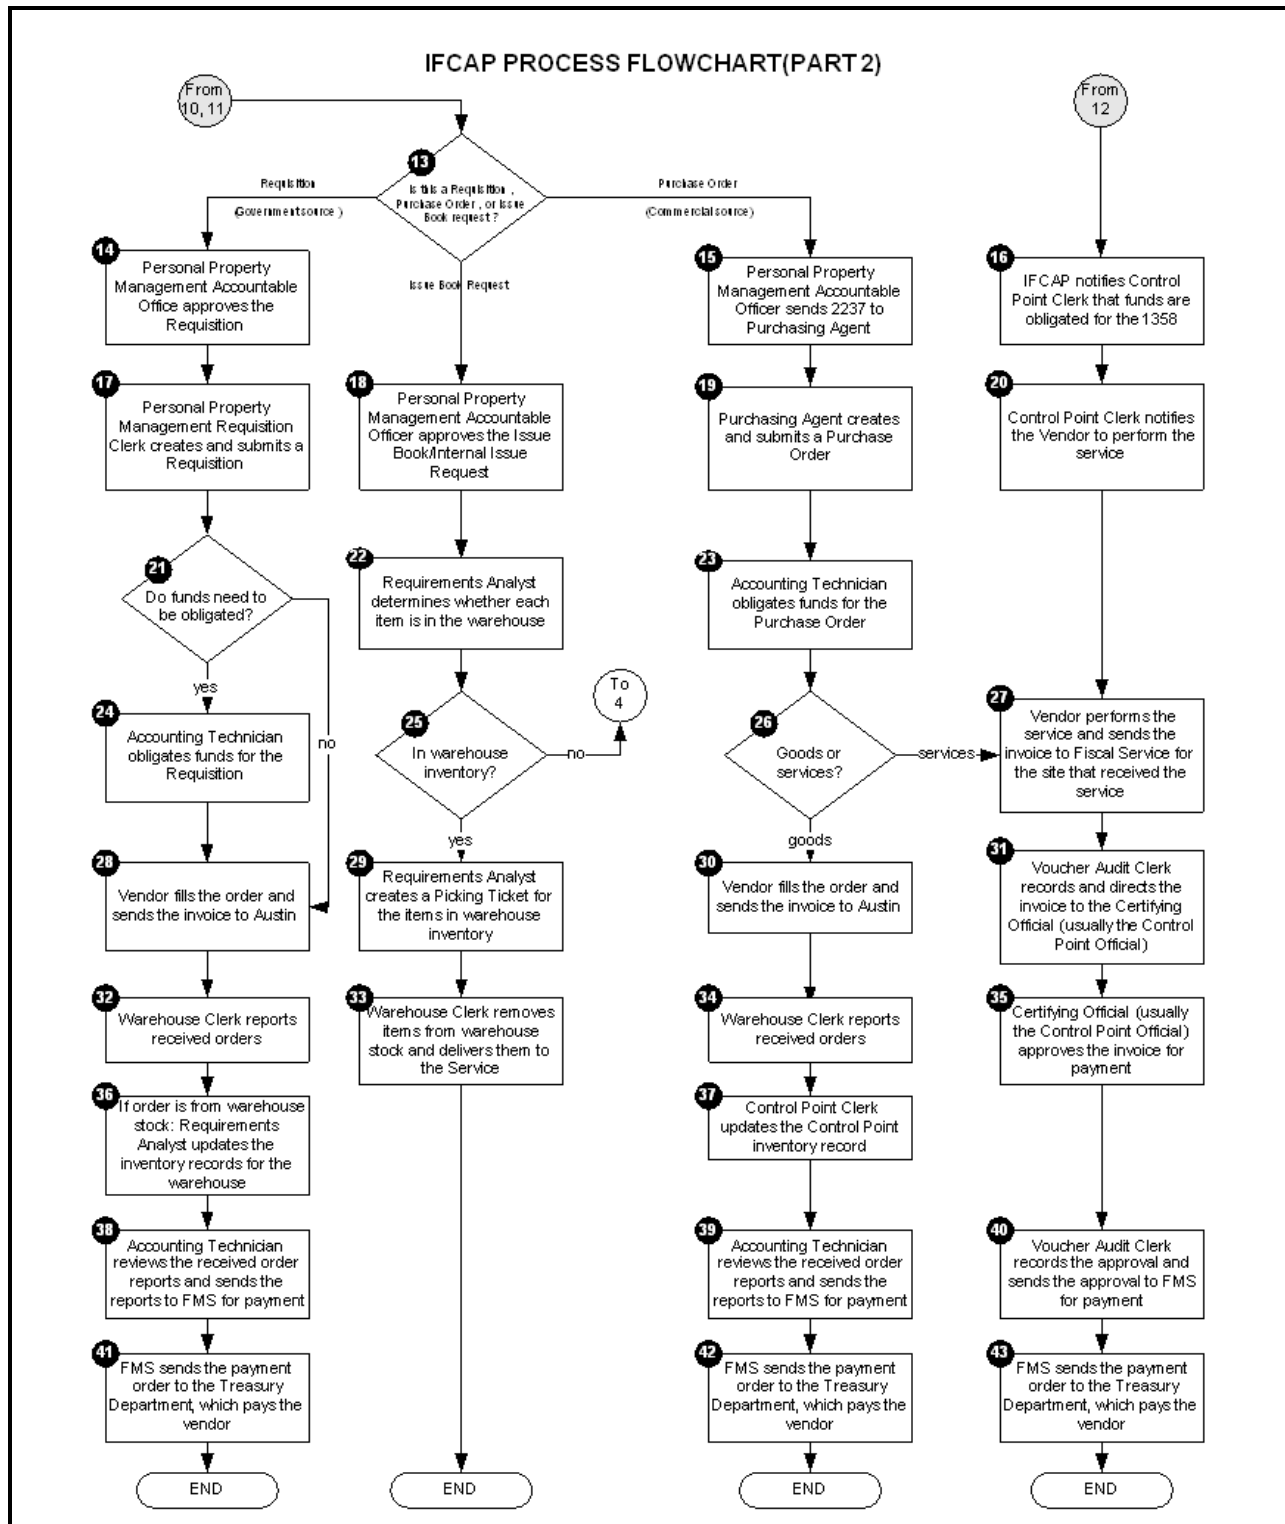 IFCAP PROCESS FLOWCHART(PART 2)
From
10, 11
From
12
13
Is this a Requisition ,
Purchase Order , or Issue
Book request ?
Requisition
(Government source )
Purchase Order
(Commercial source)
Issue Book Request
14
Personal Property
Management Accountable
Office approves the
Requisition
15
Personal Property
Management Accountable
Officer sends 2237 to
Purchasing Agent
16
IFCAP notifies Control
Point Clerk that funds are
obligated for the 1358
17
Personal Property
Management Requisition
Clerk creates and submits a
Requisition
18
Personal Property
Management Accountable
Officer approves the Issue
Book/Internal Issue
Request
19
Purchasing Agent creates
and submits a Purchase
Order
20
Control Point Clerk notifies
the Vendor to perform the
service
21
Do funds need to
be obligated?
yes
no
22
Requirements Analyst
determines whether each
item is in the warehouse
23
Accounting Technician
obligates funds for the
Purchase Order
To
4
24
Accounting Technician
obligates funds for the
Requisition
25
In warehouse
inventory?
no
yes
26
Goods or
services?
services
goods
27
Vendor performs the
service and sends the
invoice to Fiscal Service for
the site that received the
service
28
Vendor fills the order and
sends the invoice to Austin
29
Requirements Analyst
creates a Picking Ticket for
the items in warehouse
inventory
30
Vendor fills the order and
sends the invoice to Austin
31
Voucher Audit Clerk
records and directs the
invoice to the Certifying
Official (usually the Control
Point Official)
32
Warehouse Clerk reports
received orders
33
Warehouse Clerk removes
items from warehouse
stock and delivers them to
the Service
34
Warehouse Clerk reports
received orders
35
Certifying Official (usually
the Control Point Official)
approves the invoice for
payment
36
If order is from warehouse
stock: Requirements
Analyst updates the
inventory records for the
warehouse
37
Control Point Clerk
updates the Control Point
inventory record
38
Accounting Technician
reviews the received order
reports and sends the
reports to FMS for payment
39
Accounting Technician
reviews the received order
reports and sends the
reports to FMS for payment
40
Voucher Audit Clerk
records the approval and
sends the approval to FMS
for payment
41
FMS sends the payment
order to the Treasury
Department, which pays the
vendor
42
FMS sends the payment
order to the Treasury
Department, which pays the
vendor
43
FMS sends the payment
order to the Treasury
Department, which pays the
vendor
END
END
END
END